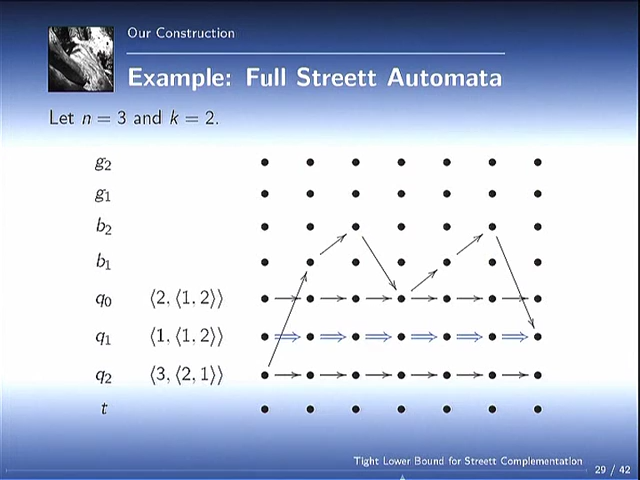 Our Construction
Example: Full Streett Automata
Let n = 3 and k = 2.
g₂
g₁
b₂
b₁
q₀ ⟨2, ⟨1, 2⟩⟩
q₁ ⟨1, ⟨1, 2⟩⟩
q₂ ⟨3, ⟨2, 1⟩⟩
t
Tight Lower Bound for Streett Complementation
29 / 42